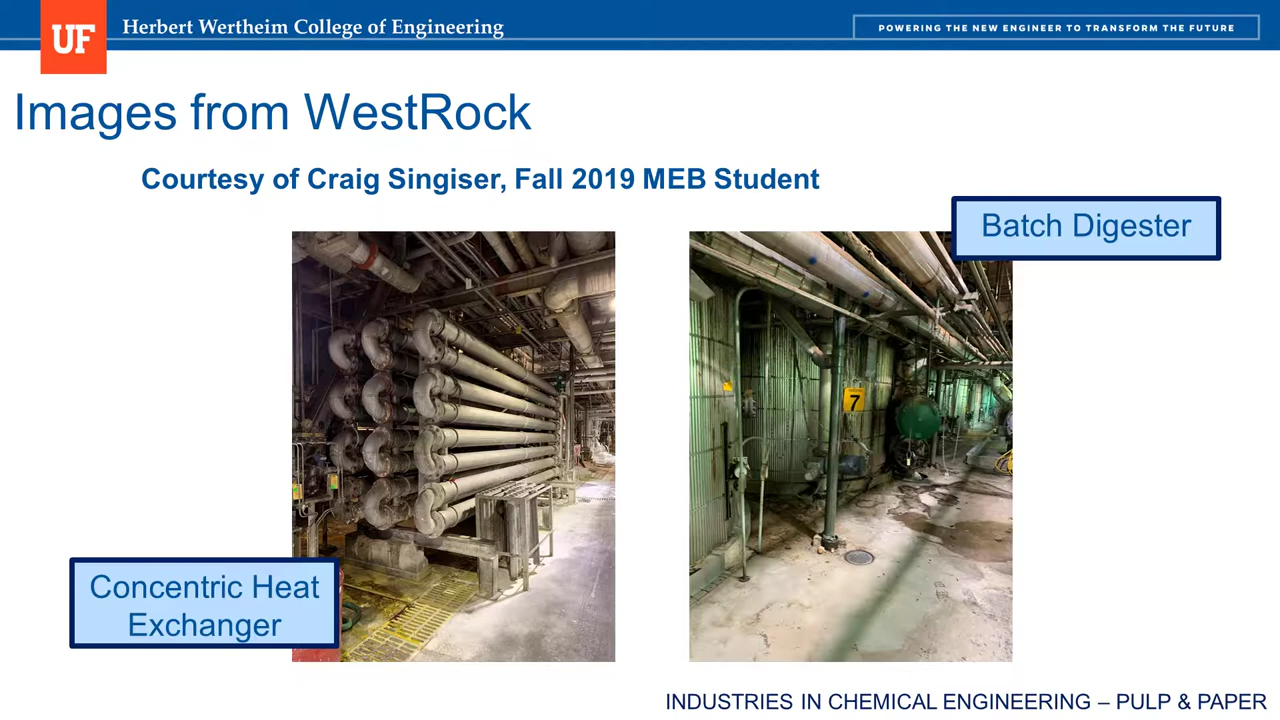 UF
Herbert Wertheim College of Engineering
POWERING THE NEW ENGINEER TO TRANSFORM THE FUTURE
Images from WestRock
Courtesy of Craig Singiser, Fall 2019 MEB Student
Batch Digester
7
Concentric Heat
Exchanger
INDUSTRIES IN CHEMICAL ENGINEERING – PULP & PAPER